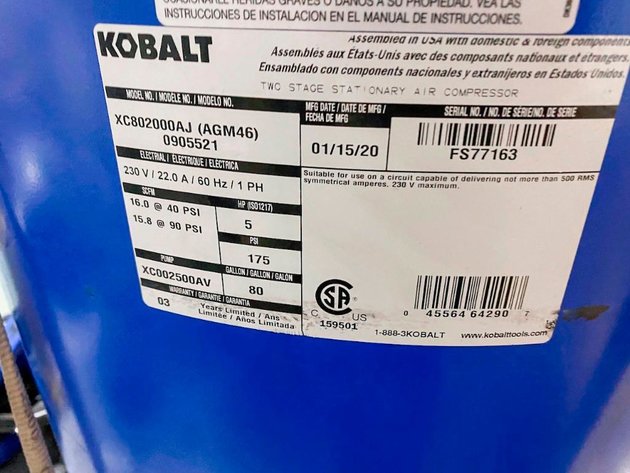 OCASIONARLE HERIDAS GRAVES O DAÑOS A SU PROPIEDAD. VEA LAS
INSTRUCCIONES DE INSTALACION EN EL MANUAL DE INSTRUCCIONES.
KOBALT
Assembled in USA with domestic & foreign components
Assemblés aux États-Unis avec des composants nationaux et étrangers.
Ensamblado con componentes nacionales y extranjeros en Estados Unidos.
TWO STAGE STATIONARY AIR COMPRESSOR
MODEL NO. / MODELE NO. / MODELO NO.
XC802000AJ (AGM46)
0905521
MFG DATE / DATE DE MFG /
FECHA DE MFG
01/15/20
SERIAL NO. / NO. DE SÉRIE/NO. DE SERIE
FS77163
ELECTRIAL / ELECTRIQUE / ELÉCTRICA
230 V / 22.0 A / 60 Hz / 1 PH
Suitable for use on a circuit capable of delivering not more than 500 RMS
symmetrical amperes. 230 V maximum.
SCFM
16.0 @ 40 PSI
15.8 @ 90 PSI
HP (ISO1217)
5
PSI
175
PUMP
XC002500AV
GALLON / GALLON / GALÓN
80
WARRANTY / GARANTIE / GARANTIA
03
Years Limited / Ans
Limitée / Años Limitada
SA
C US
159501
0 45564 64290 7
1-888-3KOBALT
www.kobalttools.com